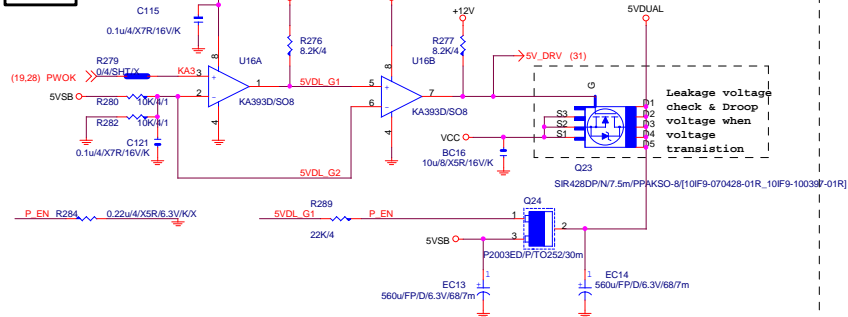 C115
0.1u/4/X7R/16V/K
+12V
5VDUAL
R276
8.2K/4
R277
8.2K/4
U16A
U16B
5V_DRV (31)
R279
0/4/SHT/X
(19,28) PWOK
KA3
3
8
2
4
1
+
-
5VDL_G1
5
6
8
4
7
+
-
KA393D/SO8
KA393D/SO8
5VSB
R280
10K/4/1
R282
10K/4/1
C121
0.1u/4/X7R/16V/K
5VDL_G2
VCC
BC16
10u/8/X5R/16V/K
G
S3
S2
S1
D1
D2
D3
D4
D5
Leakage voltage
check & Droop
voltage when
voltage
transistion
Q23
SIR428DP/N/7.5m/PPAKSO-8/[10IF9-070428-01R_10IF9-100397-01R]
P_EN
R284
0.22u/4/X5R/6.3V/K/X
5VDL_G1
R289
22K/4
P_EN
Q24
1
3
2
5VSB
P2003ED/P/TO252/30m
1
EC13
560u/FP/D/6.3V/68/7m
1
EC14
560u/FP/D/6.3V/68/7m